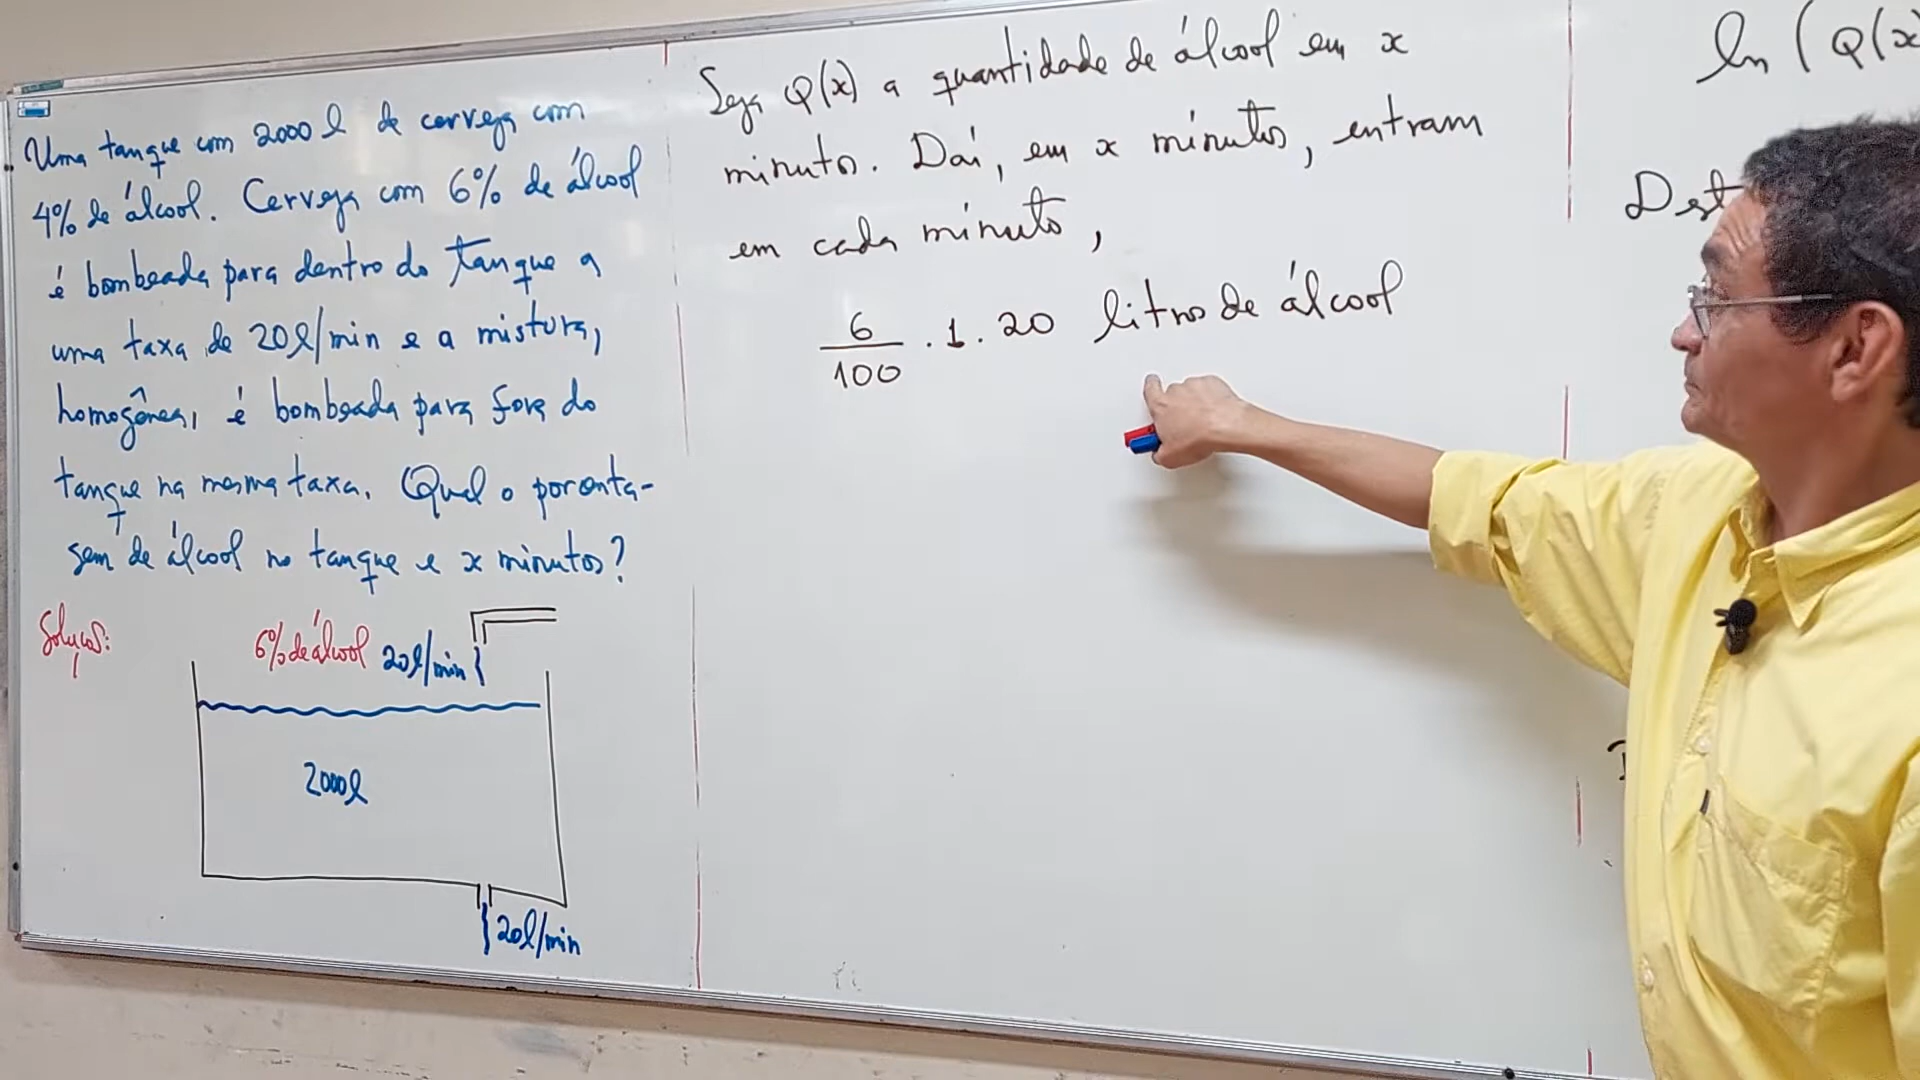 Uma tanque com 2000 l de cerveja com
4% de álcool. Cerveja com 6% de álcool
é bombeada para dentro do tanque a
uma taxa de 20l/min e a mistura,
homogênea, é bombeada para fora do
tanque na mesma taxa. Qual o porcenta-
gem de álcool no tanque e x minutos?
Solução:
6% de álcool 20l/min
2000l
20l/min
Seja Q(x) a quantidade de álcool em x
minutos. Daí, em x minutos, entram
em cada minuto,
6/100 . 1 . 20 litros de álcool
ln (Q(x)